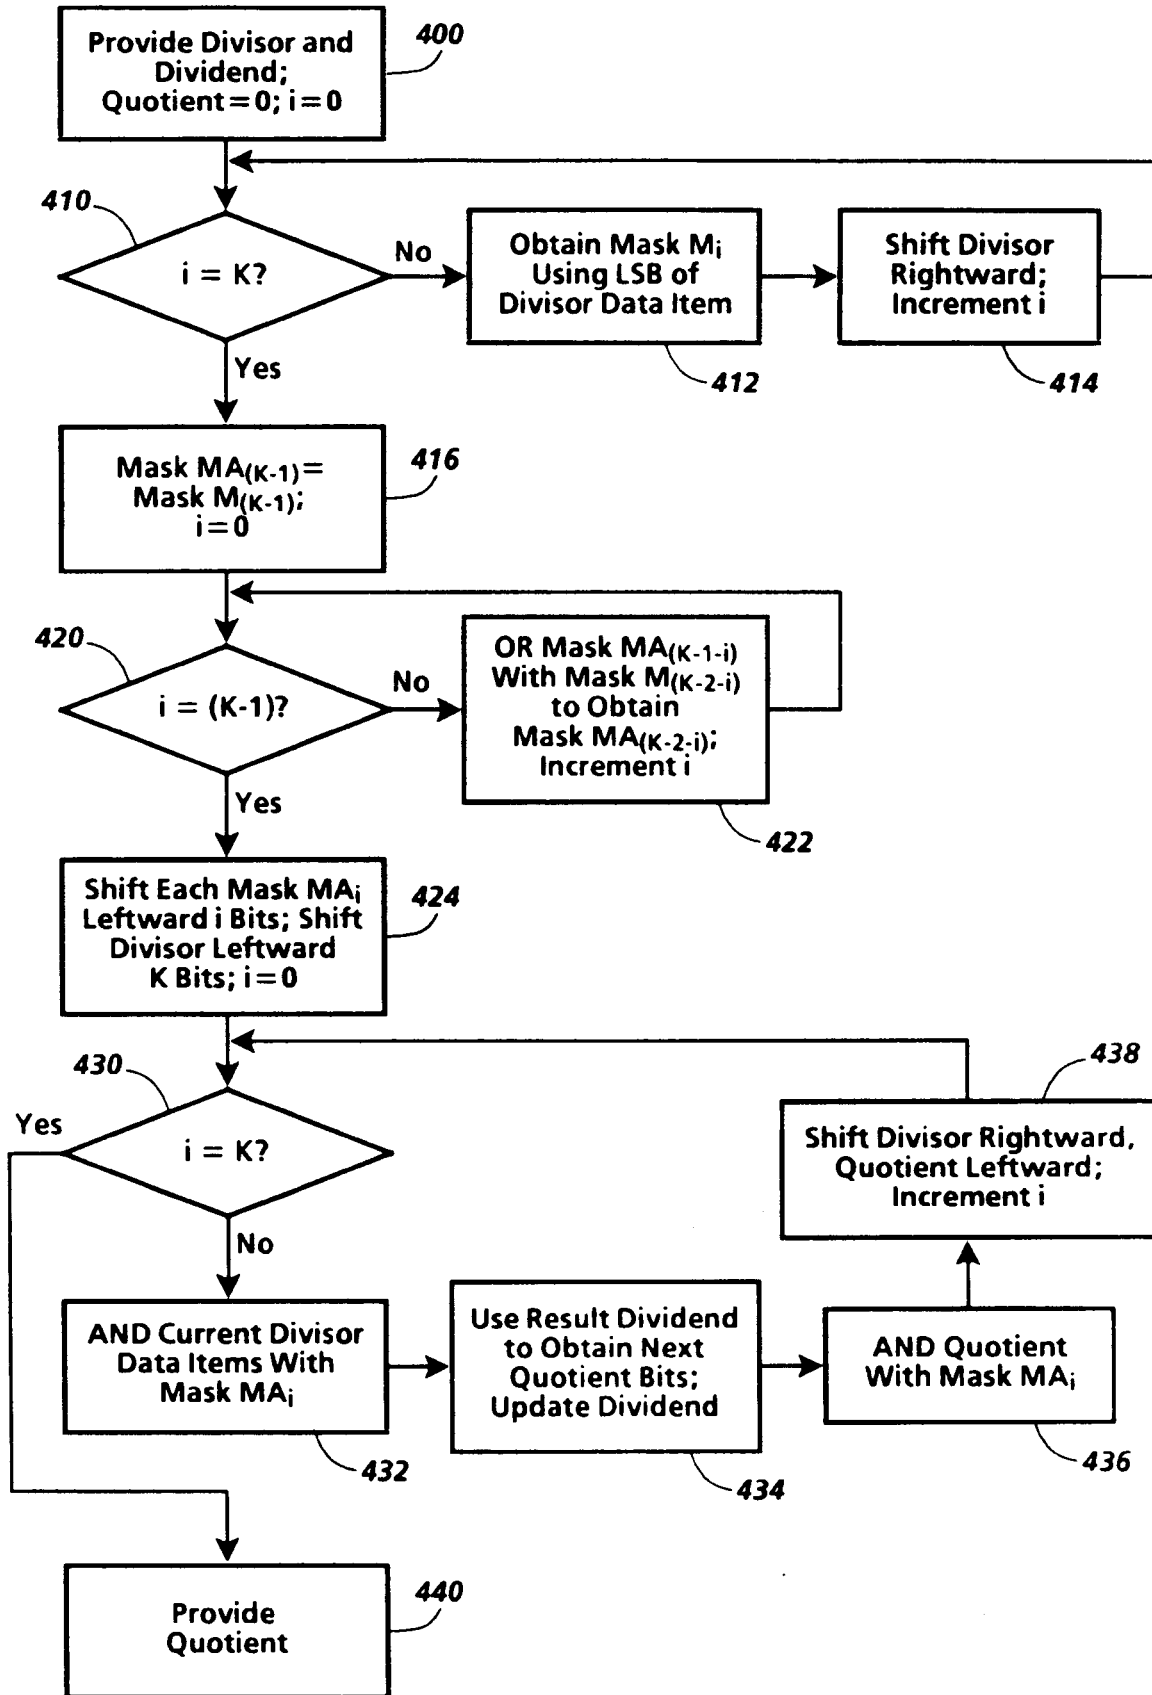 Provide Divisor and
Dividend;
Quotient=0; i=0
400
410
i = K?
No
Obtain Mask Mi
Using LSB of
Divisor Data Item
412
Shift Divisor
Rightward;
Increment i
414
Yes
Mask MA(K-1)=
Mask M(K-1);
i=0
416
420
i = (K-1)?
No
OR Mask MA(K-1-i)
With Mask M(K-2-i)
to Obtain
Mask MA(K-2-i);
Increment i
422
Yes
Shift Each Mask MAi
Leftward i Bits; Shift
Divisor Leftward
K Bits; i=0
424
430
Yes
i = K?
No
438
Shift Divisor Rightward,
Quotient Leftward;
Increment i
AND Current Divisor
Data Items With
Mask MAi
432
Use Result Dividend
to Obtain Next
Quotient Bits;
Update Dividend
434
AND Quotient
With Mask MAi
436
Provide
Quotient
440